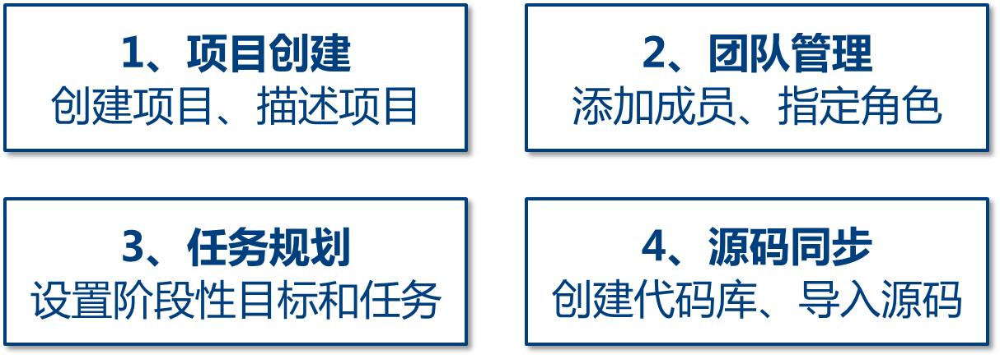 1、项目创建
创建项目、描述项目
2、团队管理
添加成员、指定角色
3、任务规划
设置阶段性目标和任务
4、源码同步
创建代码库、导入源码